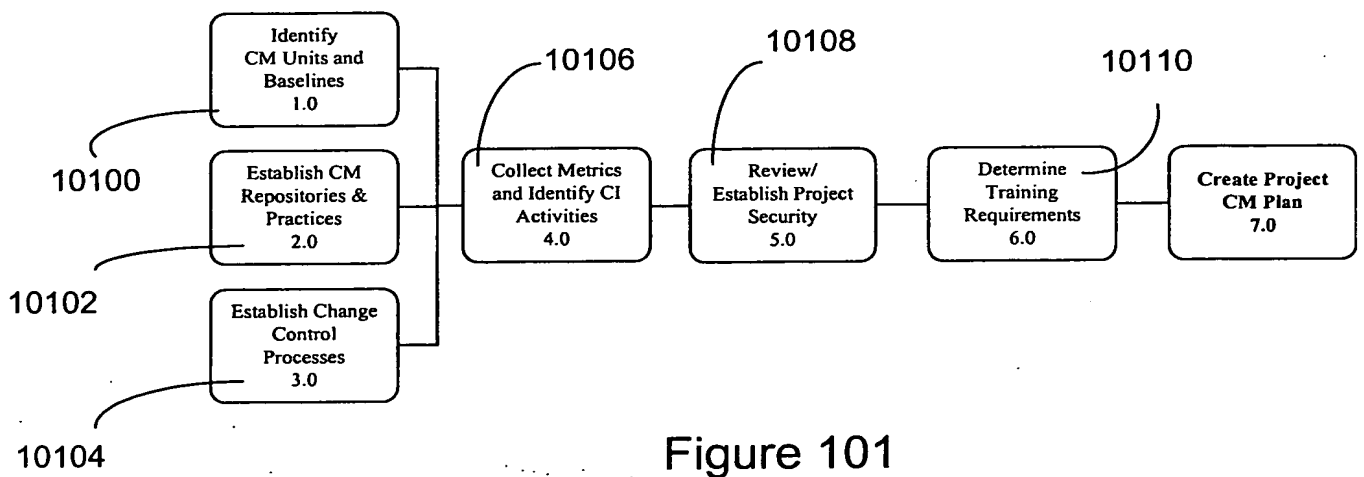 Identify
CM Units and
Baselines
1.0
10100
Establish CM
Repositories &
Practices
2.0
10102
Establish Change
Control
Processes
3.0
10104
10106
Collect Metrics
and Identify CI
Activities
4.0
10108
Review/
Establish Project
Security
5.0
10110
Determine
Training
Requirements
6.0
Create Project
CM Plan
7.0
Figure 101